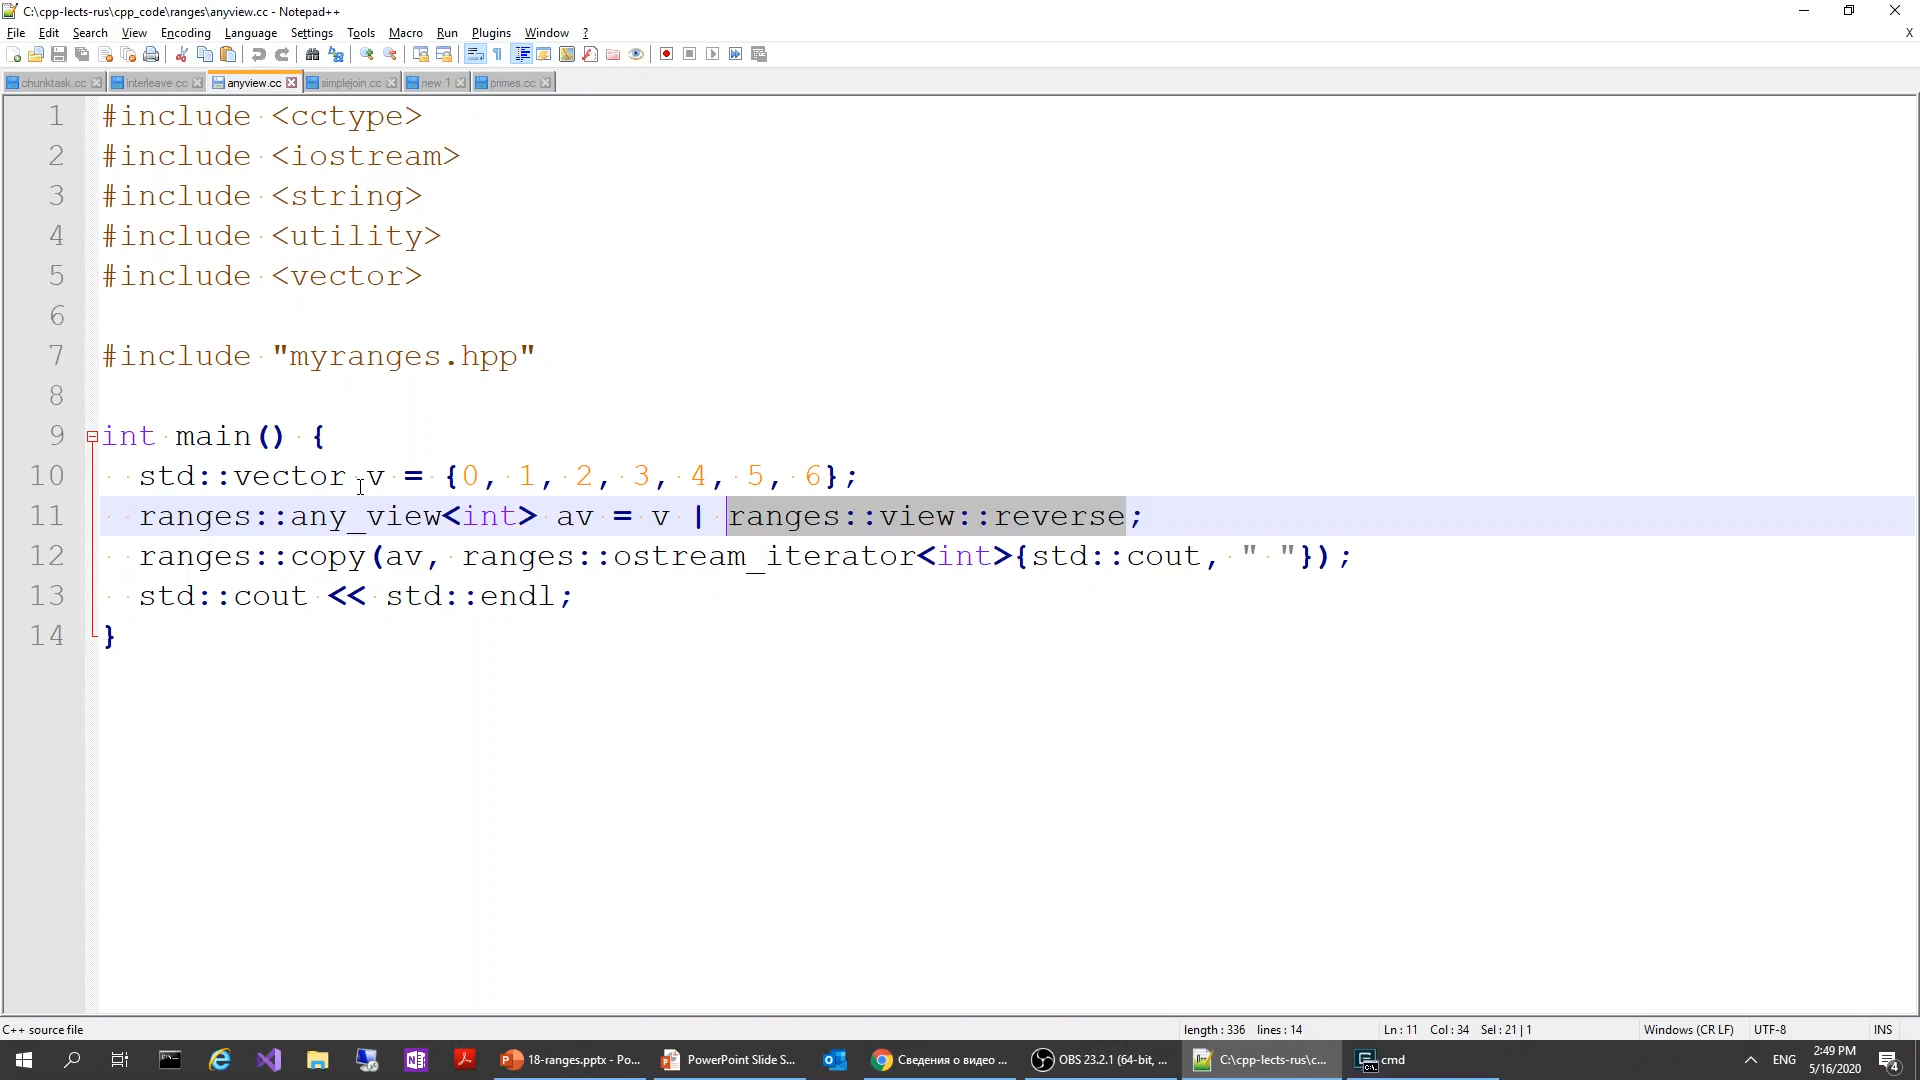 C:\cpp-lects-rus\cpp_code\ranges\anyview.cc - Notepad++
File Edit Search View Encoding Language Settings Tools Macro Run Plugins Window ? X
chunktask.cc interleave.cc anyview.cc simplejoin.cc new 1 primes.cc
1 #include <cctype>
2 #include <iostream>
3 #include <string>
4 #include <utility>
5 #include <vector>
6
7 #include "myranges.hpp"
8
9 int main() {
10 std::vector v = {0, 1, 2, 3, 4, 5, 6};
11 ranges::any_view<int> av = v | ranges::view::reverse;
12 ranges::copy(av, ranges::ostream_iterator<int>{std::cout, " "});
13 std::cout << std::endl;
14 }
C++ source file length : 336 lines : 14 Ln : 11 Col : 34 Sel : 21 | 1 Windows (CR LF) UTF-8 INS
18-ranges.pptx - Po... PowerPoint Slide S... Сведения о видео ... OBS 23.2.1 (64-bit, ... C:\cpp-lects-rus\c... cmd ENG 2:49 PM
5/16/2020 4